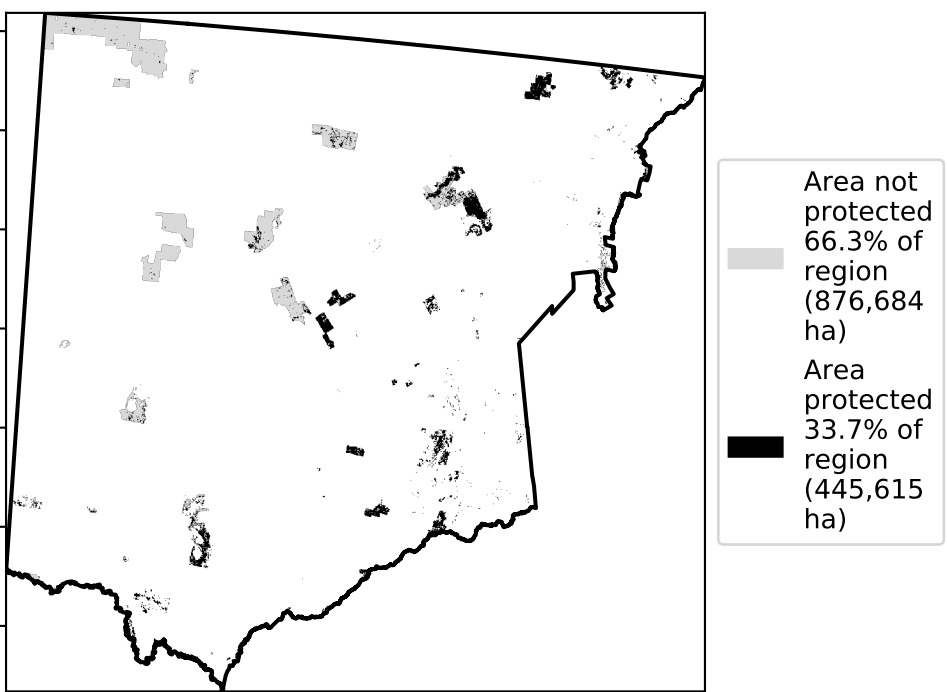 Area not
protected
66.3% of
region
(876,684
ha)
Area
protected
33.7% of
region
(445,615
ha)